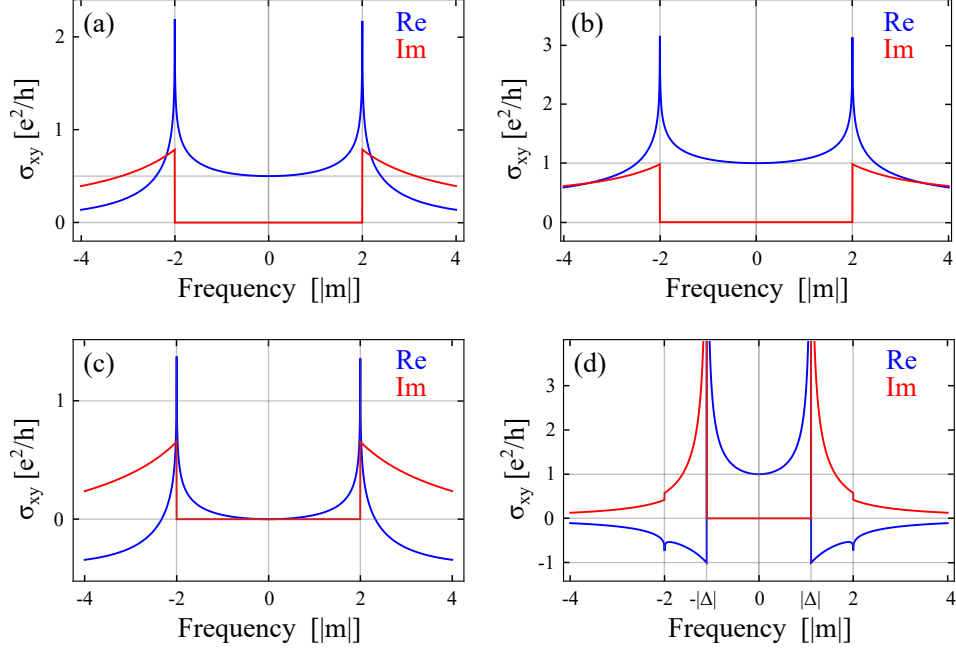 (a)
Re
Im
σxy [e²/h]
2
1
0
-4
-2
0
2
4
Frequency [|m|]
(b)
Re
Im
σxy [e²/h]
3
2
1
0
-4
-2
0
2
4
Frequency [|m|]
(c)
Re
Im
σxy [e²/h]
1
0
-4
-2
0
2
4
Frequency [|m|]
(d)
Re
Im
σxy [e²/h]
3
2
1
0
-1
-4
-2
-|Δ|
0
|Δ|
2
4
Frequency [|m|]